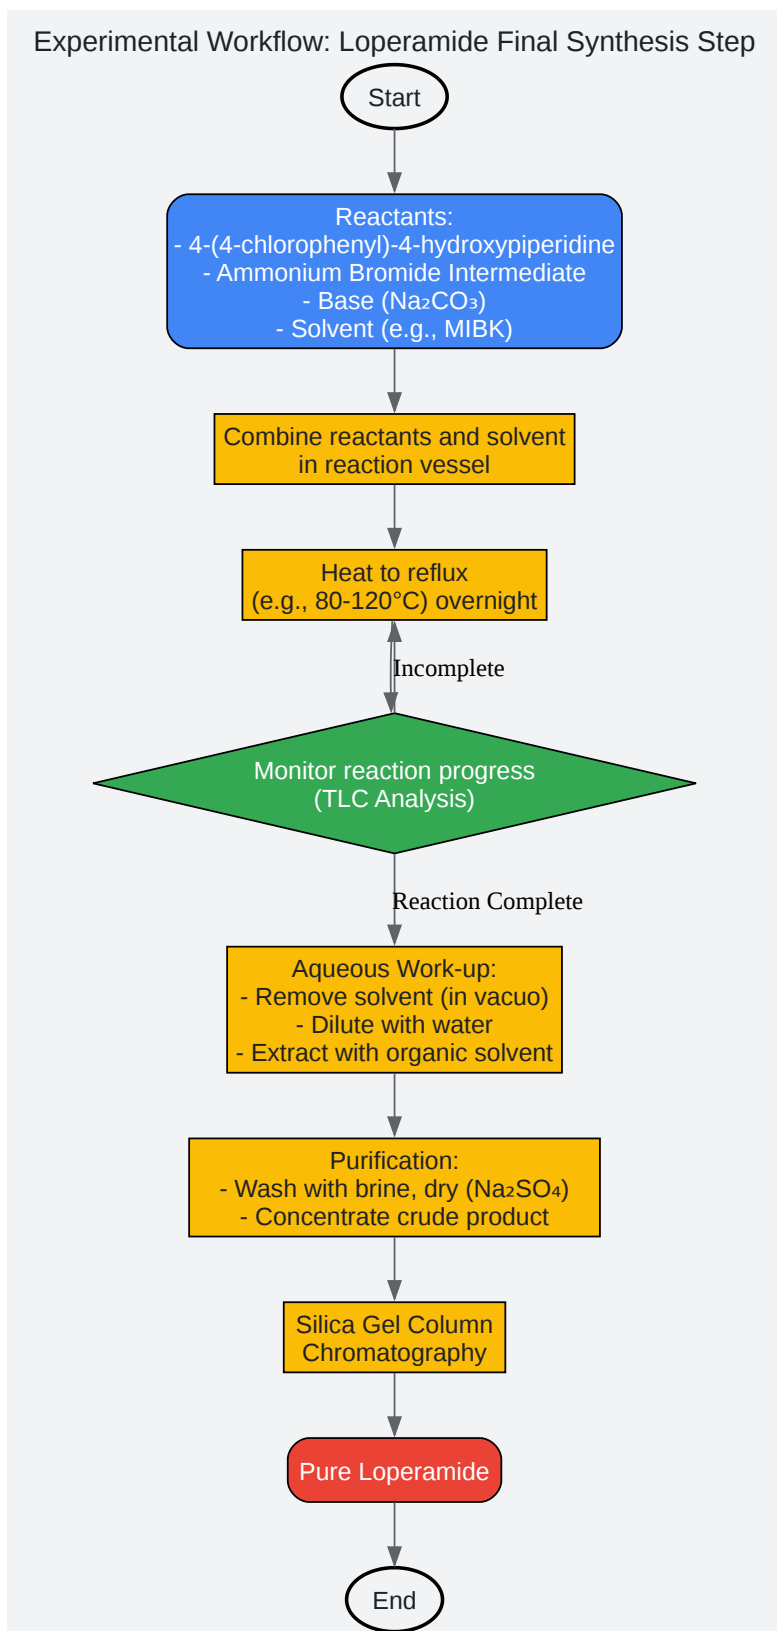 Experimental Workflow: Loperamide Final Synthesis Step
Start
Reactants:
- 4-(4-chlorophenyl)-4-hydroxypiperidine
- Ammonium Bromide Intermediate
- Base (Na₂CO₃)
- Solvent (e.g., MIBK)
Combine reactants and solvent
in reaction vessel
Heat to reflux
(e.g., 80-120°C) overnight
Incomplete
Monitor reaction progress
(TLC Analysis)
Reaction Complete
Aqueous Work-up:
- Remove solvent (in vacuo)
- Dilute with water
- Extract with organic solvent
Purification:
- Wash with brine, dry (Na₂SO₄)
- Concentrate crude product
Silica Gel Column
Chromatography
Pure Loperamide
End